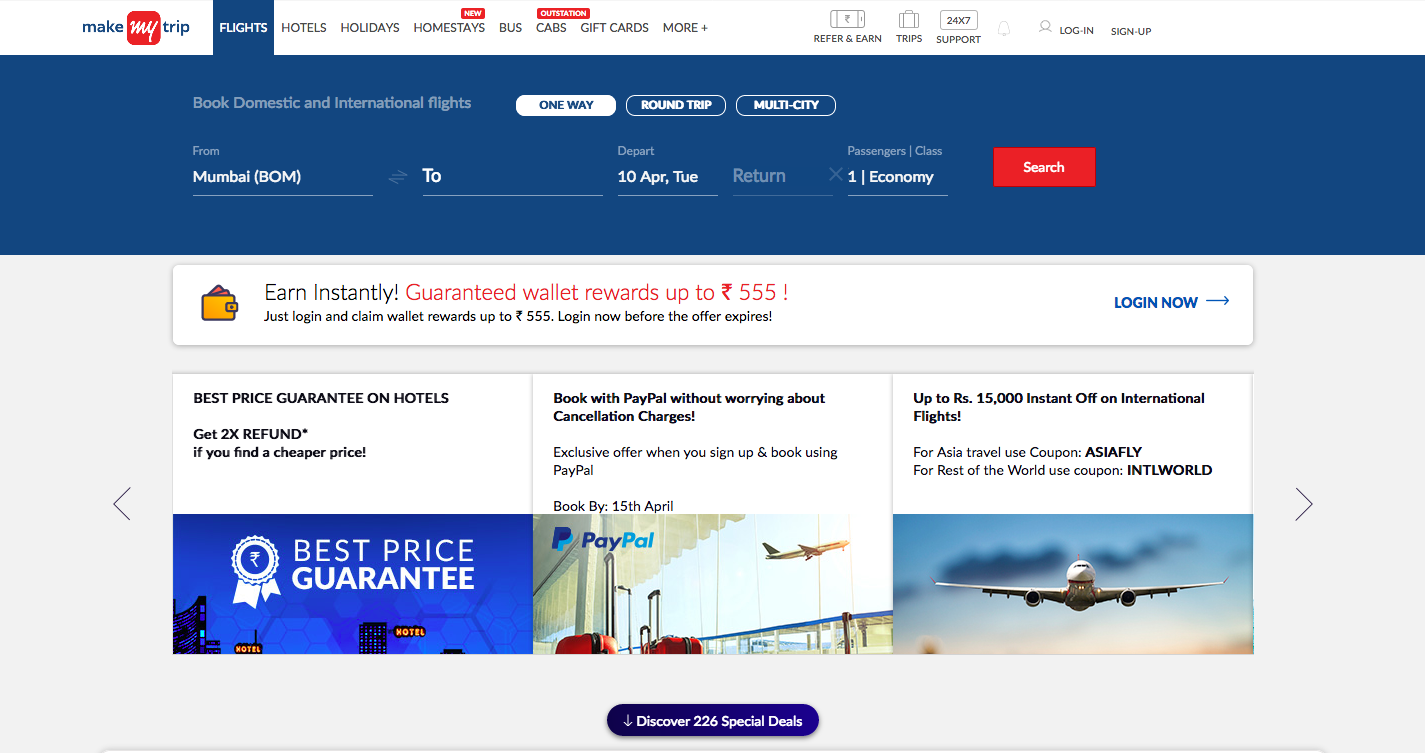 make my trip
FLIGHTS
HOTELS
HOLIDAYS
NEW
HOMESTAYS
BUS
OUTSTATION
CABS
GIFT CARDS
MORE +
₹
REFER & EARN
TRIPS
24X7
SUPPORT
LOG-IN
SIGN-UP
Book Domestic and International flights
ONE WAY
ROUND TRIP
MULTI-CITY
From
Mumbai (BOM)
To
Depart
10 Apr, Tue
Return
Passengers | Class
1 | Economy
Search
Earn Instantly! Guaranteed wallet rewards up to ₹ 555 !
Just login and claim wallet rewards up to ₹ 555. Login now before the offer expires!
LOGIN NOW
BEST PRICE GUARANTEE ON HOTELS
Get 2X REFUND*
if you find a cheaper price!
₹
BEST PRICE
GUARANTEE
HOTEL
HOTEL
Book with PayPal without worrying about
Cancellation Charges!
Exclusive offer when you sign up & book using
PayPal
Book By: 15th April
PayPal
Up to Rs. 15,000 Instant Off on International
Flights!
For Asia travel use Coupon: ASIAFLY
For Rest of the World use coupon: INTLWORLD
↓ Discover 226 Special Deals